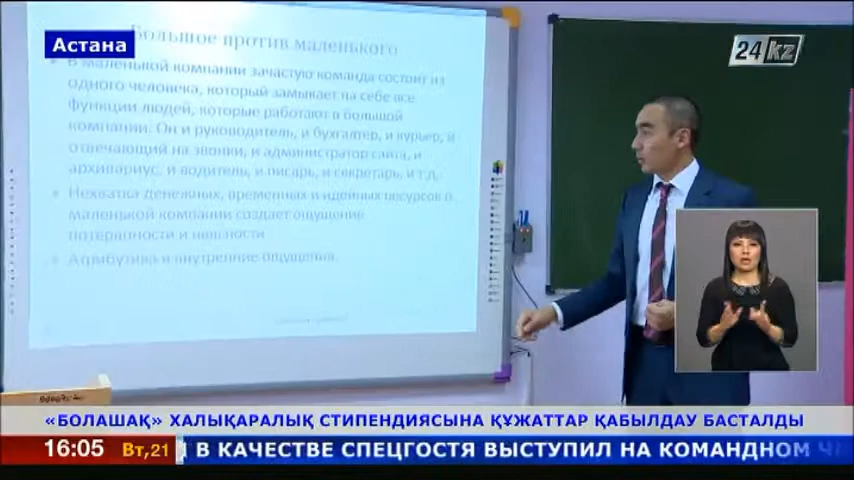 Астана
24kz
Большое против маленького
В маленькой компании зачастую команда состоит из
одного человека, который замыкает на себе все
функции людей, которые работают в большой
компании. Он и руководитель, и бухгалтер, и курьер, и
отвечающий на звонки, и администратор сайта, и
архивариус, и водитель, и писарь, и секретарь, и т.д.
Нехватка денежных, временных и идейных ресурсов в
маленькой компании создает ощущение
потерянности и
Атрибутика и внутренние ощущения.
«БОЛАШАҚ» ХАЛЫҚАРАЛЫҚ СТИПЕНДИЯСЫНА ҚҰЖАТТАР ҚАБЫЛДАУ БАСТАЛДЫ
16:05 Вт,21 В КАЧЕСТВЕ СПЕЦГОСТЯ ВЫСТУПИЛ НА КОМАНДНОМ